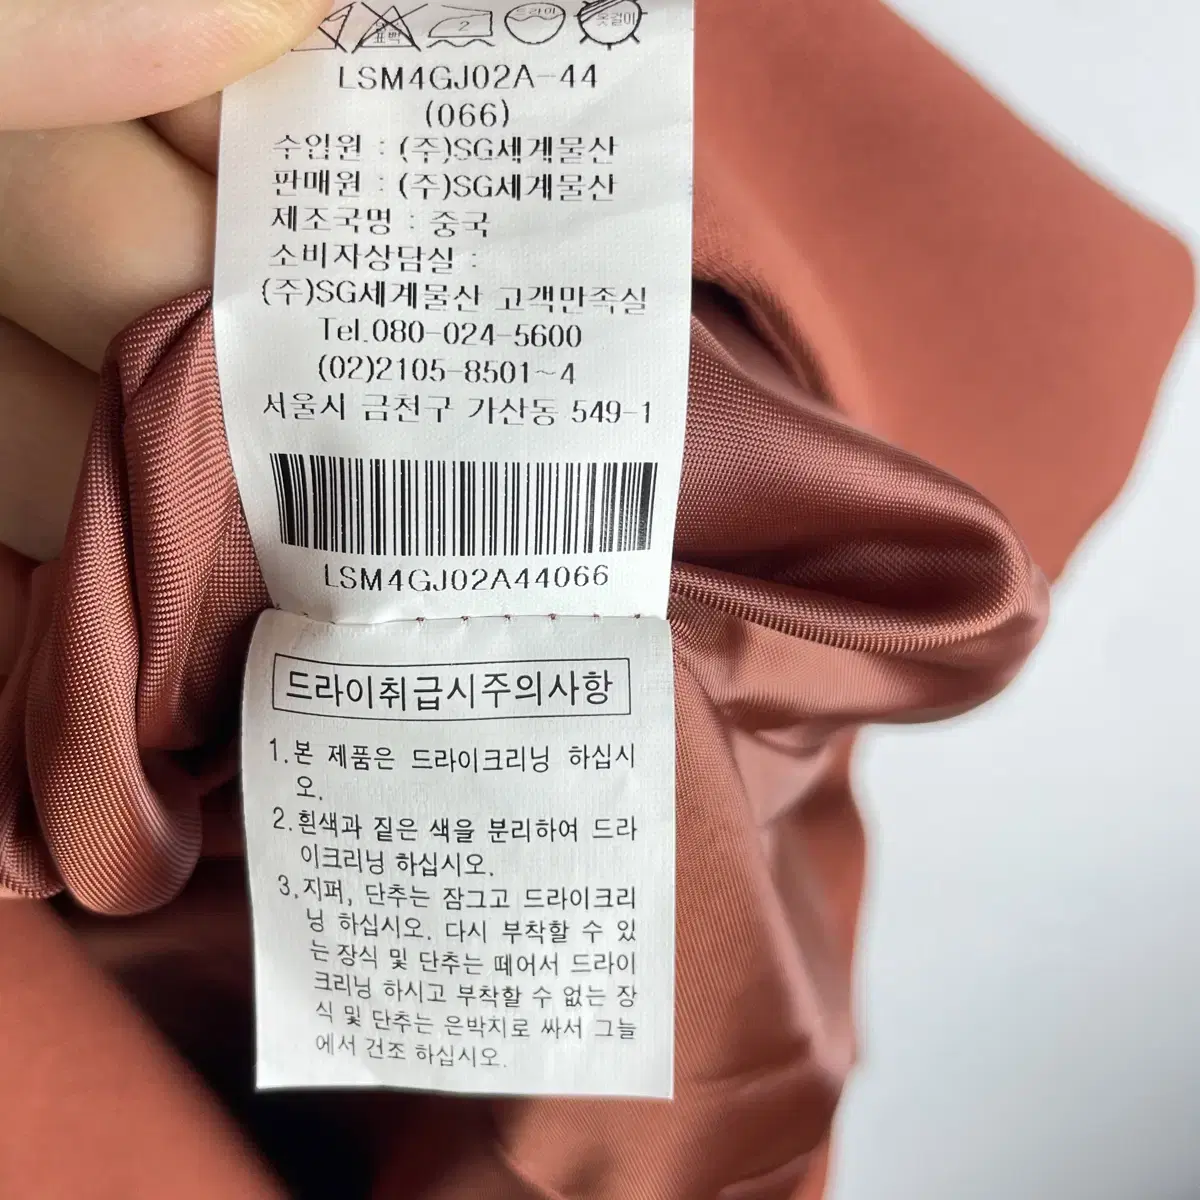 표백
2
드라이
옷걸이
LSM4GJ02A-44
(066)
수입원 : (주)SG세계물산
판매원 : (주)SG세계물산
제조국명 : 중국
소비자상담실 :
(주)SG세계물산 고객만족실
Tel.080-024-5600
(02)2105-8501~4
서울시 금천구 가산동 549-1
LSM4GJ02A44066
드라이취급시주의사항
1.본 제품은 드라이크리닝 하십시
오.
2.흰색과 짙은 색을 분리하여 드라
이크리닝 하십시오.
3.지퍼, 단추는 잠그고 드라이크리
닝 하십시오. 다시 부착할 수 있
는 장식 및 단추는 떼어서 드라이
크리닝 하시고 부착할 수 없는 장
식 및 단추는 은박지로 싸서 그늘
에서 건조 하십시오.